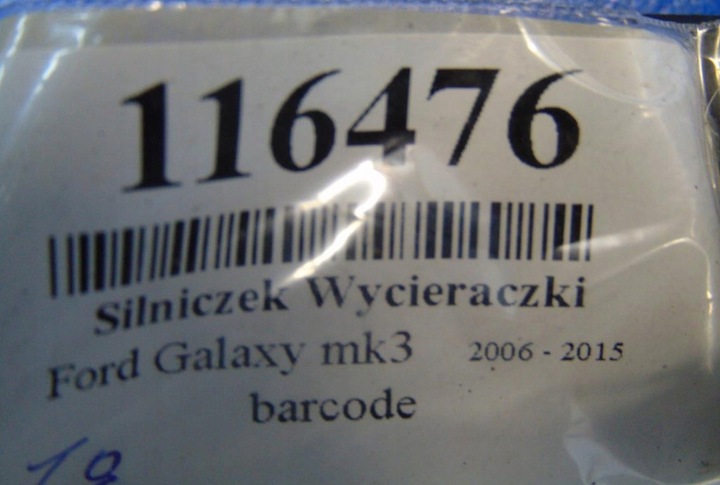 116476
Silniczek Wycieraczki
Ford Galaxy mk3 2006 - 2015
barcode